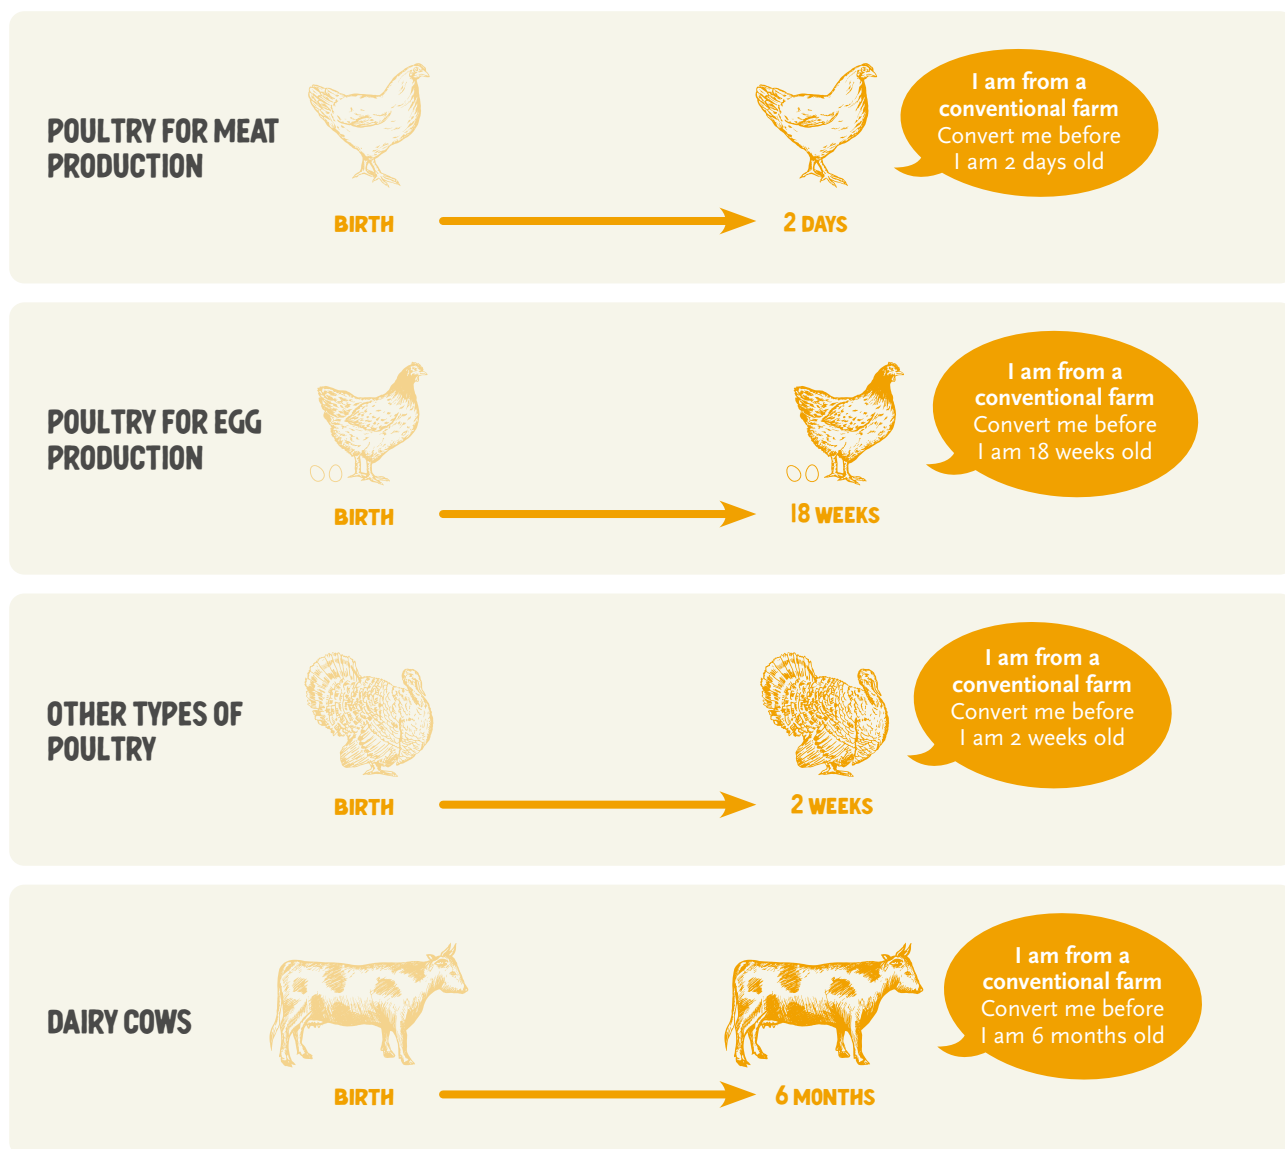 POULTRY FOR MEAT
PRODUCTION
BIRTH
2 DAYS
I am from a
conventional farm
Convert me before
I am 2 days old
POULTRY FOR EGG
PRODUCTION
BIRTH
18 WEEKS
I am from a
conventional farm
Convert me before
I am 18 weeks old
OTHER TYPES OF
POULTRY
BIRTH
2 WEEKS
I am from a
conventional farm
Convert me before
I am 2 weeks old
DAIRY COWS
BIRTH
6 MONTHS
I am from a
conventional farm
Convert me before
I am 6 months old